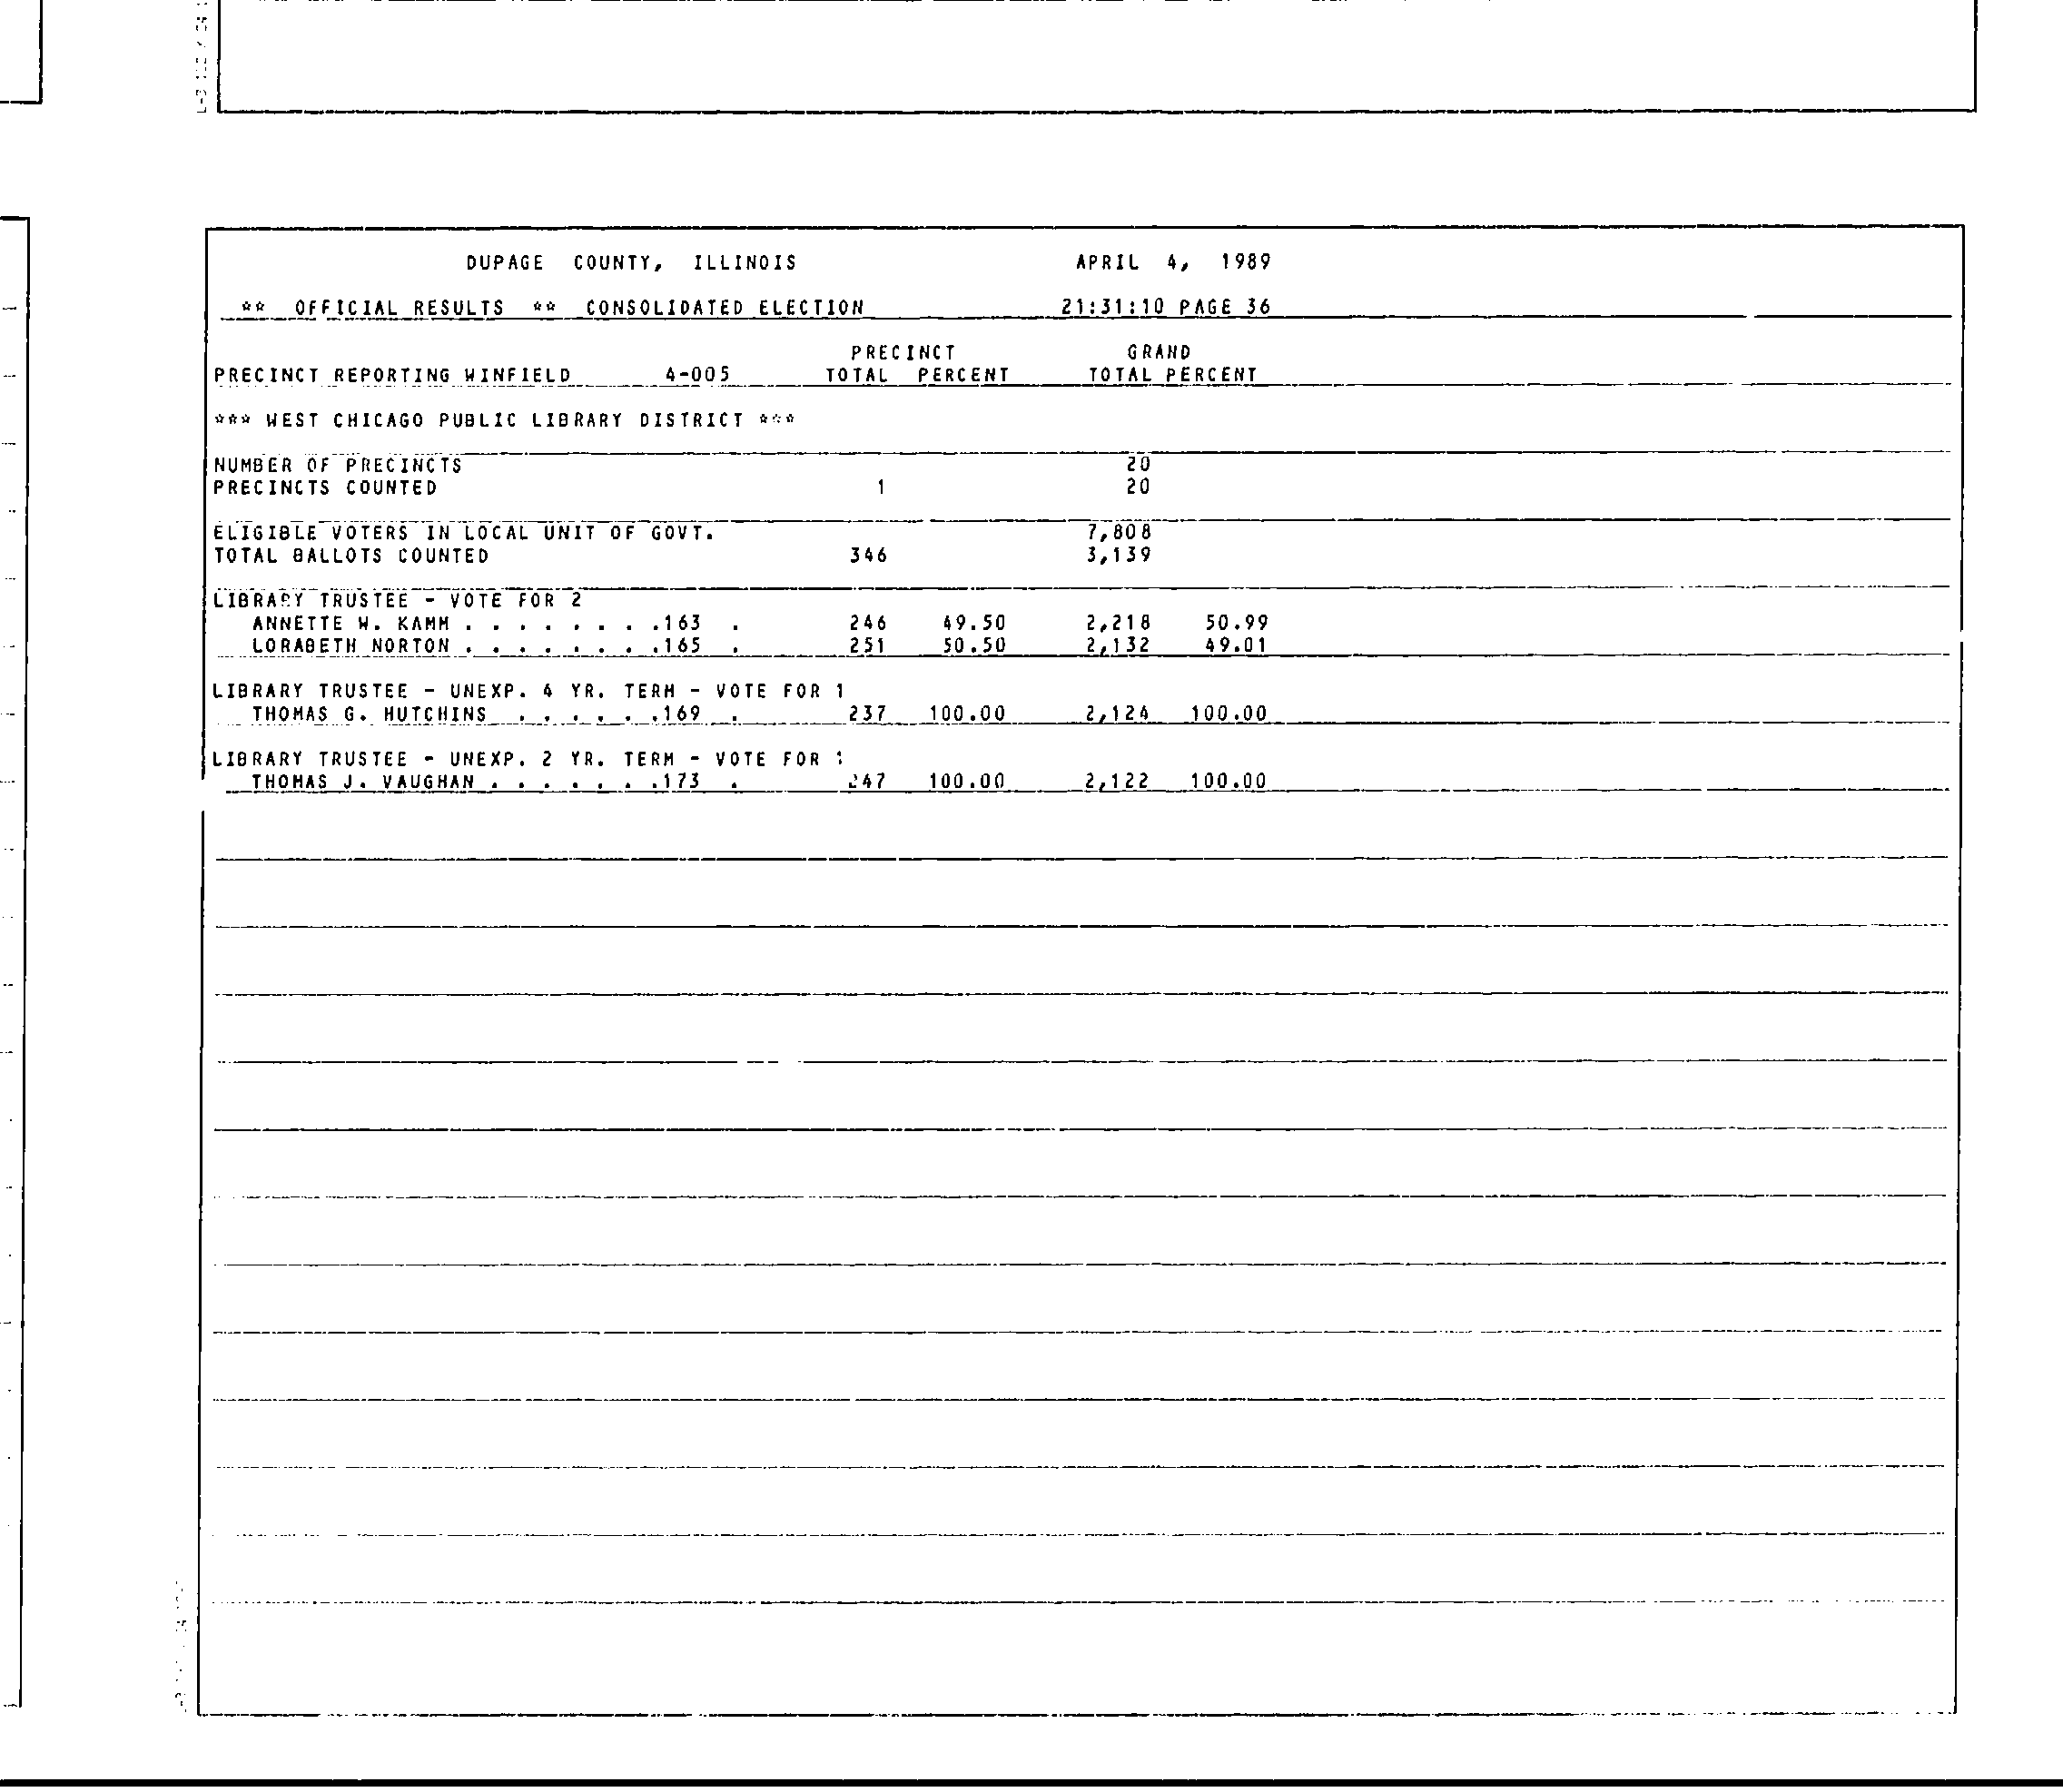 DUPAGE COUNTY, ILLINOIS APRIL 4, 1989
** OFFICIAL RESULTS ** CONSOLIDATED ELECTION 21:31:10 PAGE 36
PRECINCT GRAND
PRECINCT REPORTING WINFIELD 4-005 TOTAL PERCENT TOTAL PERCENT
*** WEST CHICAGO PUBLIC LIBRARY DISTRICT ***
NUMBER OF PRECINCTS 20
PRECINCTS COUNTED 1 20
ELIGIBLE VOTERS IN LOCAL UNIT OF GOVT. 7,808
TOTAL BALLOTS COUNTED 346 3,139
LIBRARY TRUSTEE - VOTE FOR 2
ANNETTE W. KAMM . . . . . . . .163 . 246 49.50 2,218 50.99
LORABETH NORTON . . . . . . . .165 . 251 50.50 2,132 49.01
LIBRARY TRUSTEE - UNEXP. 4 YR. TERM - VOTE FOR 1
THOMAS G. HUTCHINS . . . . . .169 . 237 100.00 2,124 100.00
LIBRARY TRUSTEE - UNEXP. 2 YR. TERM - VOTE FOR 1
THOMAS J. VAUGHAN . . . . . . .173 . 247 100.00 2,122 100.00